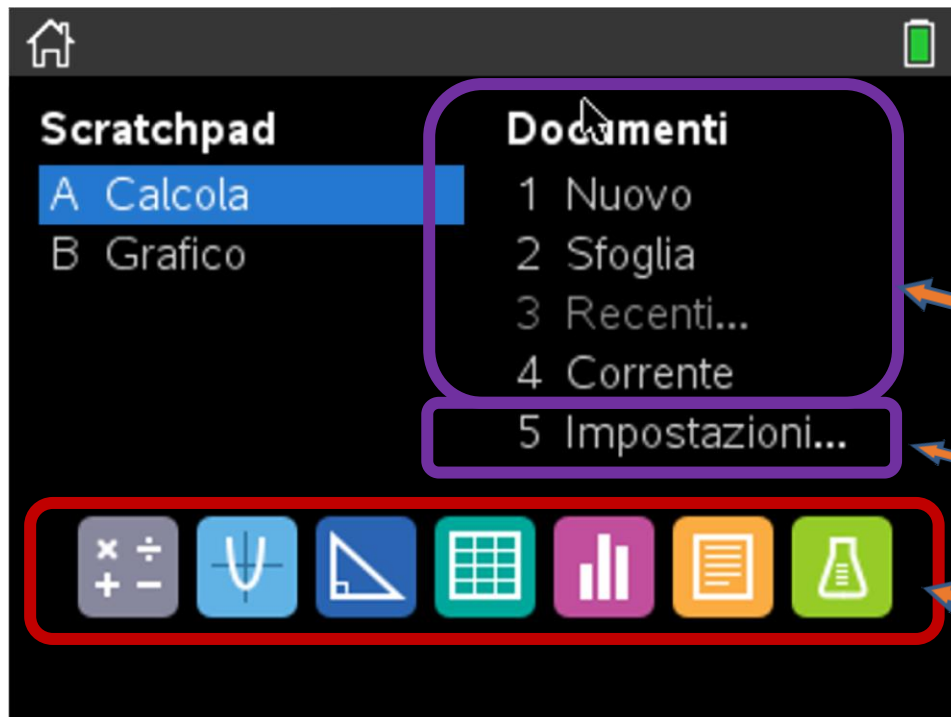 Scratchpad
A Calcola
B Grafico
Documenti
1 Nuovo
2 Sfoglia
3 Recenti...
4 Corrente
5 Impostazioni...